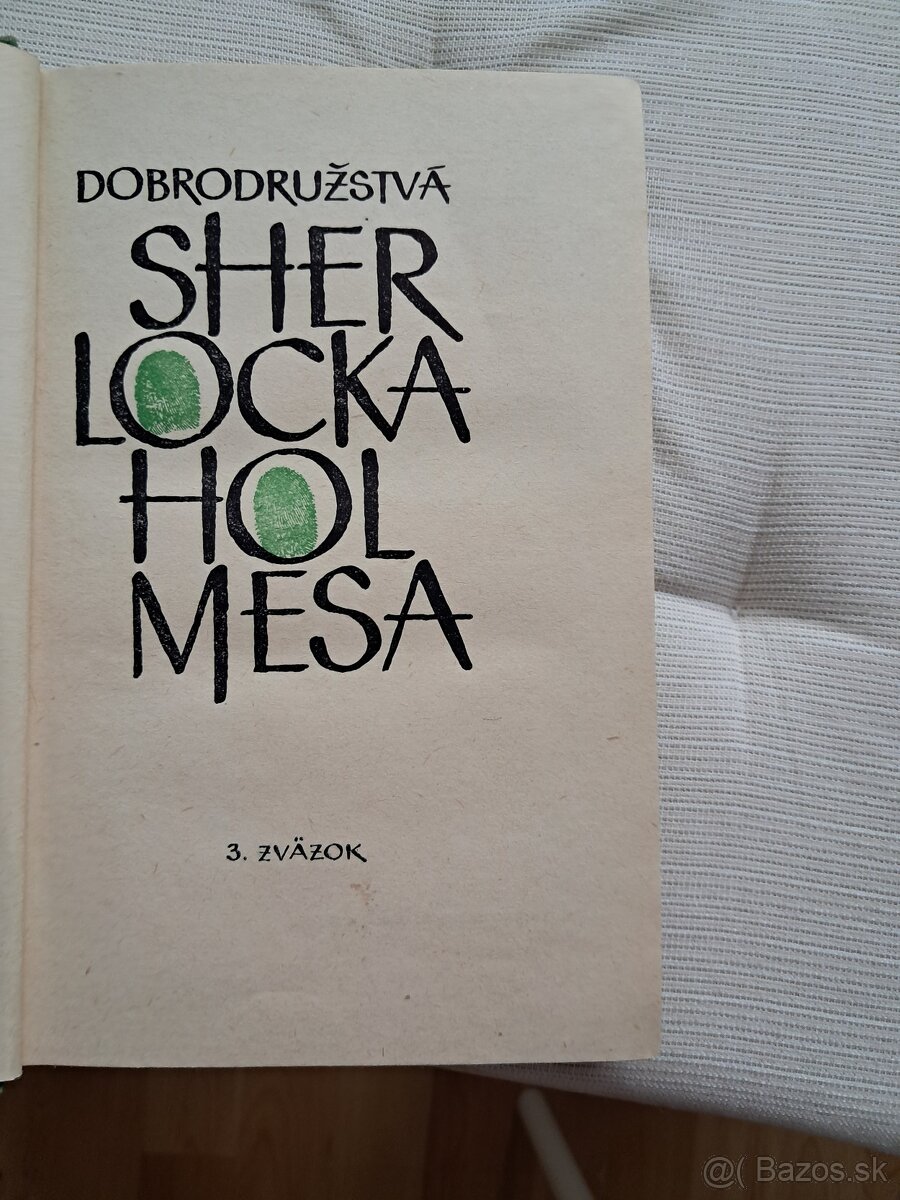 DOBRODRUŽSTVÁ
SHER
LOCKA
HOL
MESA
3. ZVÄZOK
@( Bazos.sk